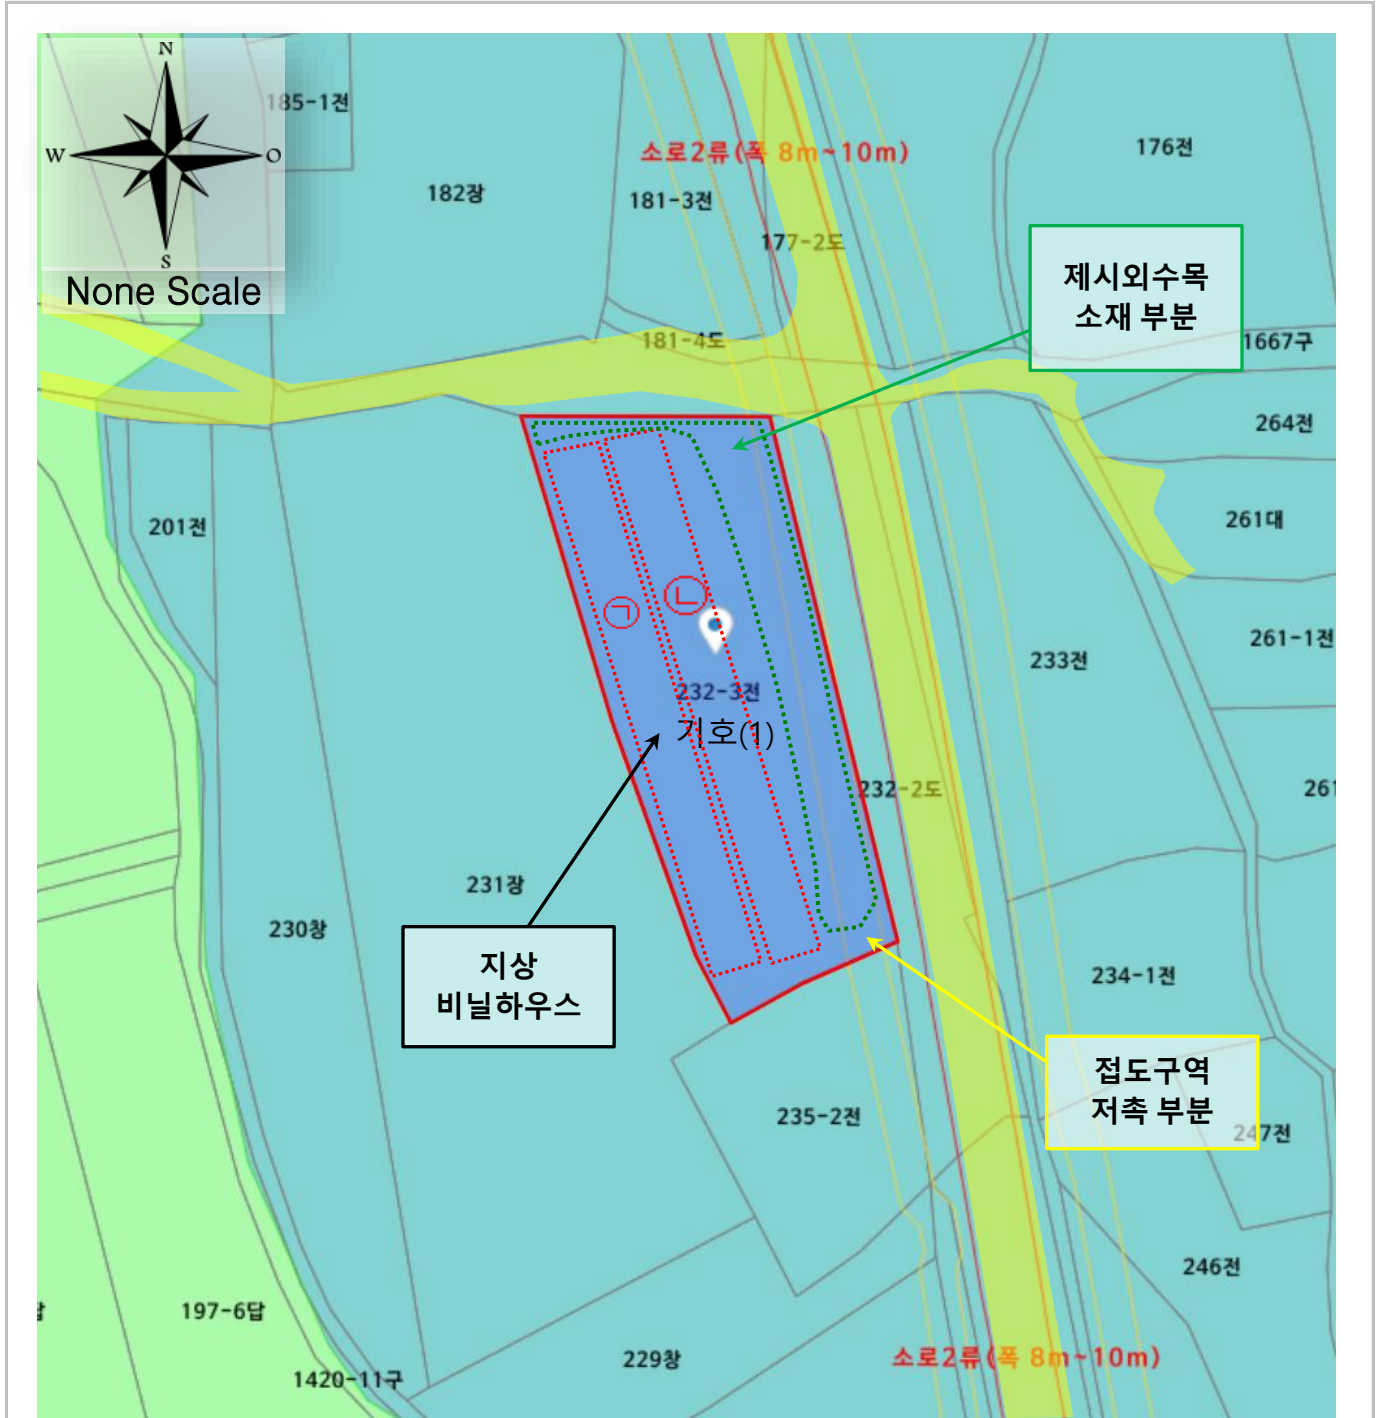 N
W
O
S
None Scale
185-1전
182장
소로2류(폭 8m~10m)
181-3전
176전
177-2도
제시외수목
소재 부분
181-4도
1667구
264전
201전
261대
㉠
㉡
261-1전
233전
232-3전
기호(1)
232-2도
261
231장
230창
지상
비닐하우스
234-1전
접도구역
저촉 부분
235-2전
247전
246전
197-6답
229창
소로2류(폭 8m~10m)
1420-11구